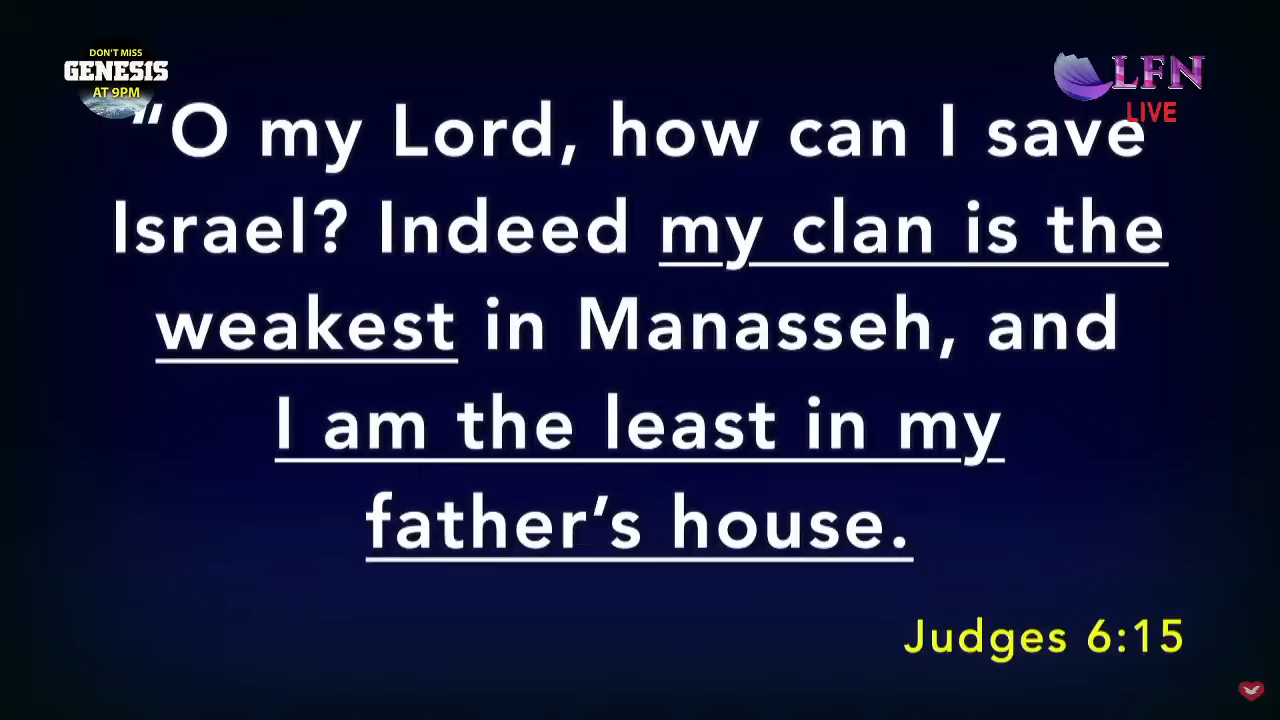 DON'T MISS
GENESIS
AT 9PM
LFN
LIVE
“O my Lord, how can I save
Israel? Indeed my clan is the
weakest in Manasseh, and
I am the least in my
father’s house.
Judges 6:15